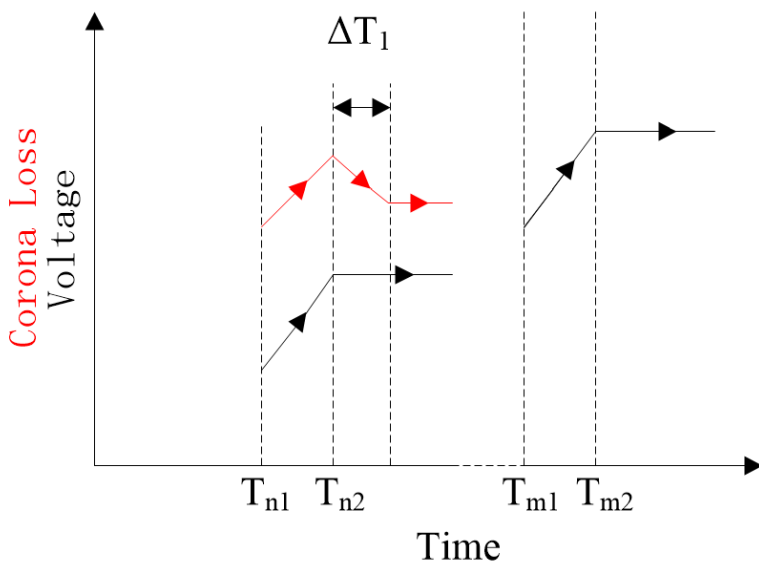 ΔT1
Corona Loss
Voltage
Tn1
Tn2
Tm1
Tm2
Time